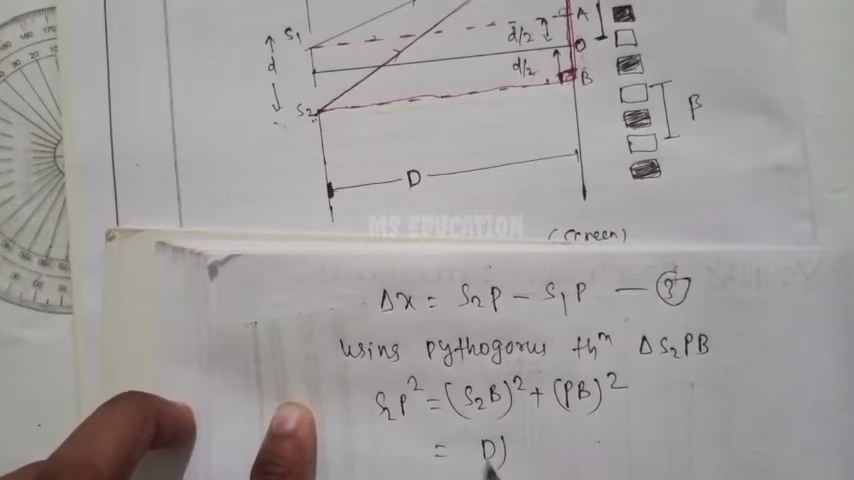 S1
d
S2
d/2
d/2
A
O
B
β
D
MS EDUCATION
(screen)
Δx = S2P - S1P —
using pythogorus thm ΔS2PB
S2P² = (S2B)² + (PB)²
= D)